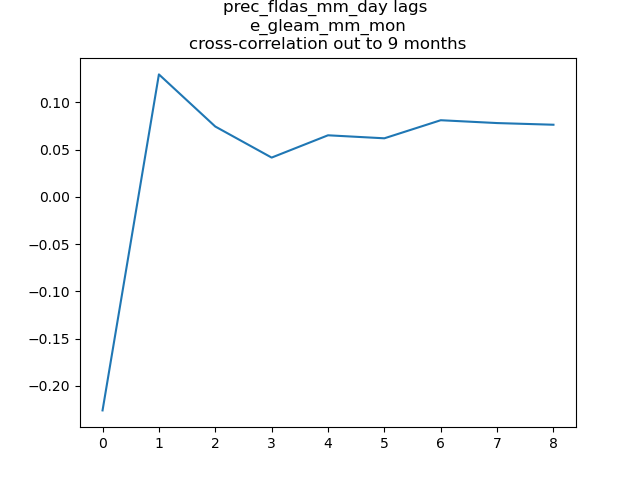 prec_fldas_mm_day lags
e_gleam_mm_mon
cross-correlation out to 9 months
0.10
0.05
0.00
−0.05
−0.10
−0.15
−0.20
0 1 2 3 4 5 6 7 8